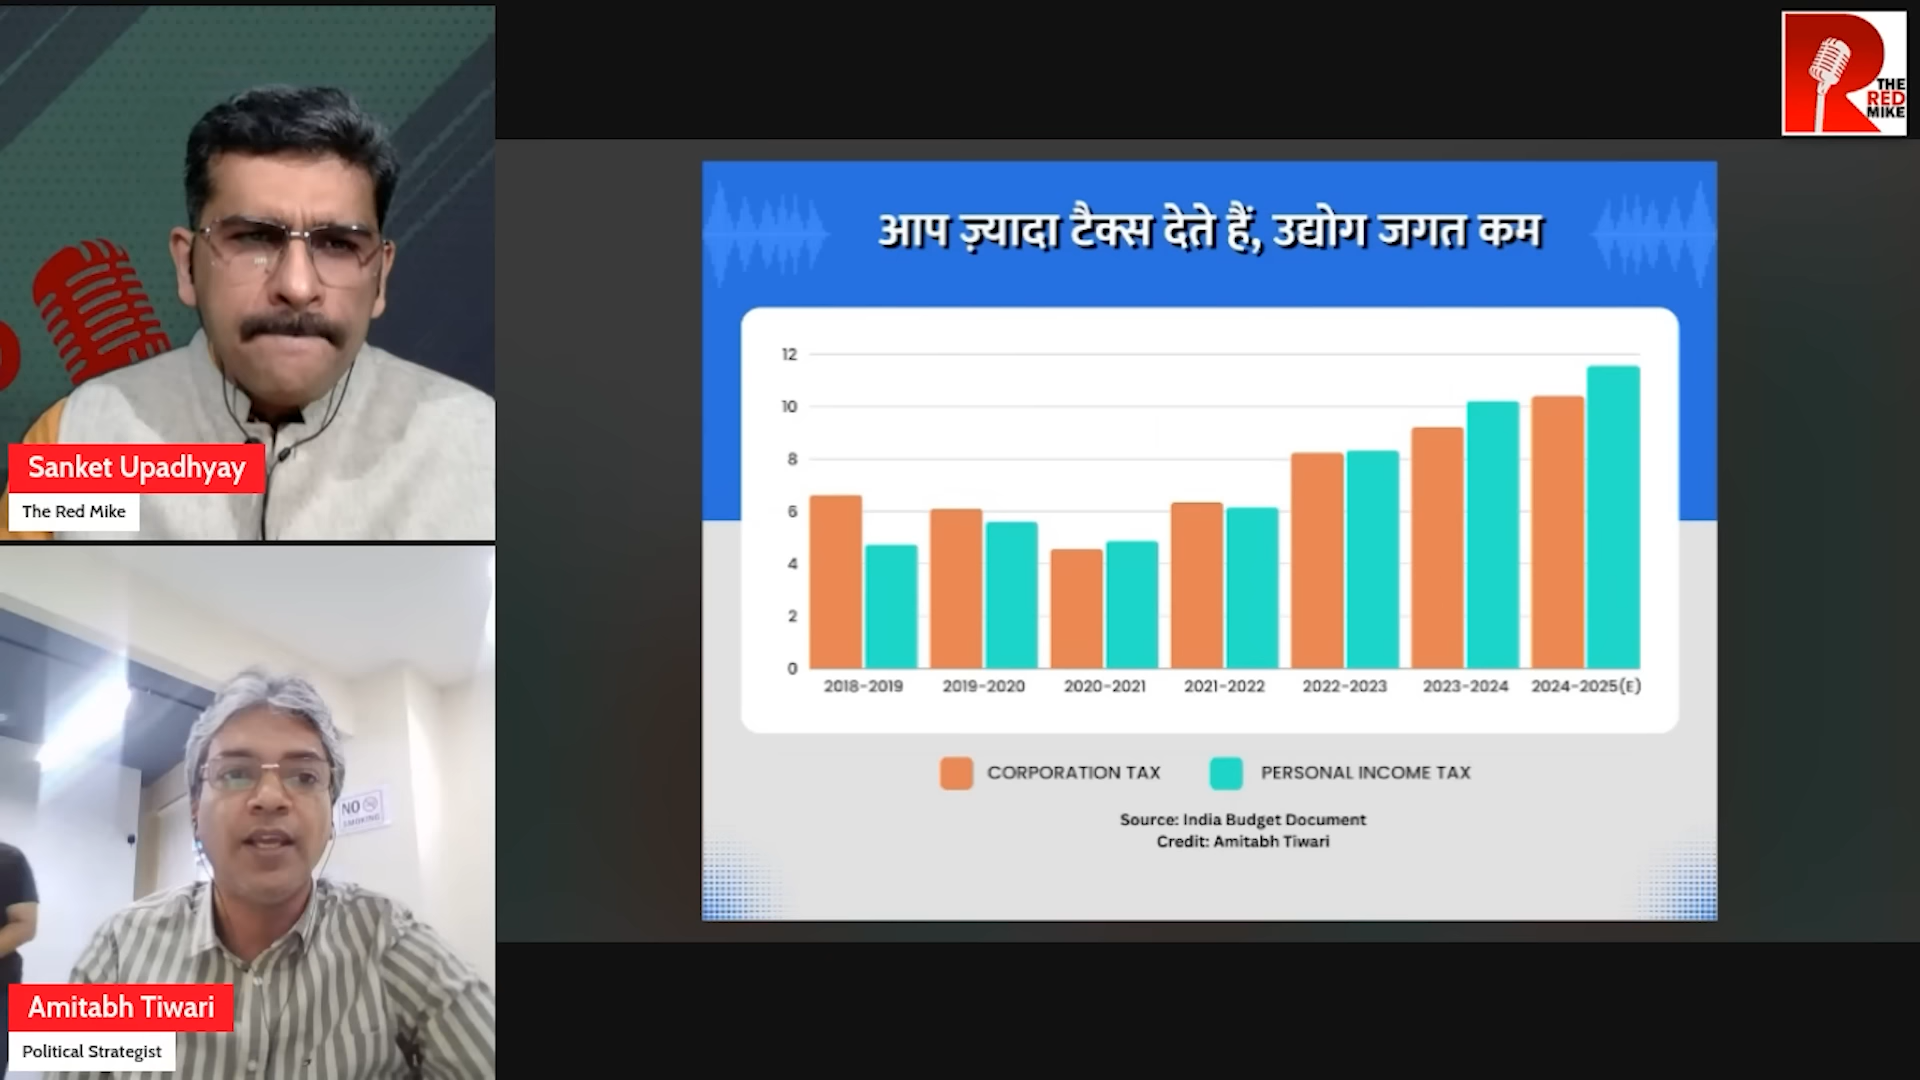 THE
RED
MIKE
Sanket Upadhyay
The Red Mike
NO
SMOKING
Amitabh Tiwari
Political Strategist
आप ज़्यादा टैक्स देते हैं, उद्योग जगत कम
12
10
8
6
4
2
0
2018-2019 2019-2020 2020-2021 2021-2022 2022-2023 2023-2024 2024-2025(E)
CORPORATION TAX PERSONAL INCOME TAX
Source: India Budget Document
Credit: Amitabh Tiwari